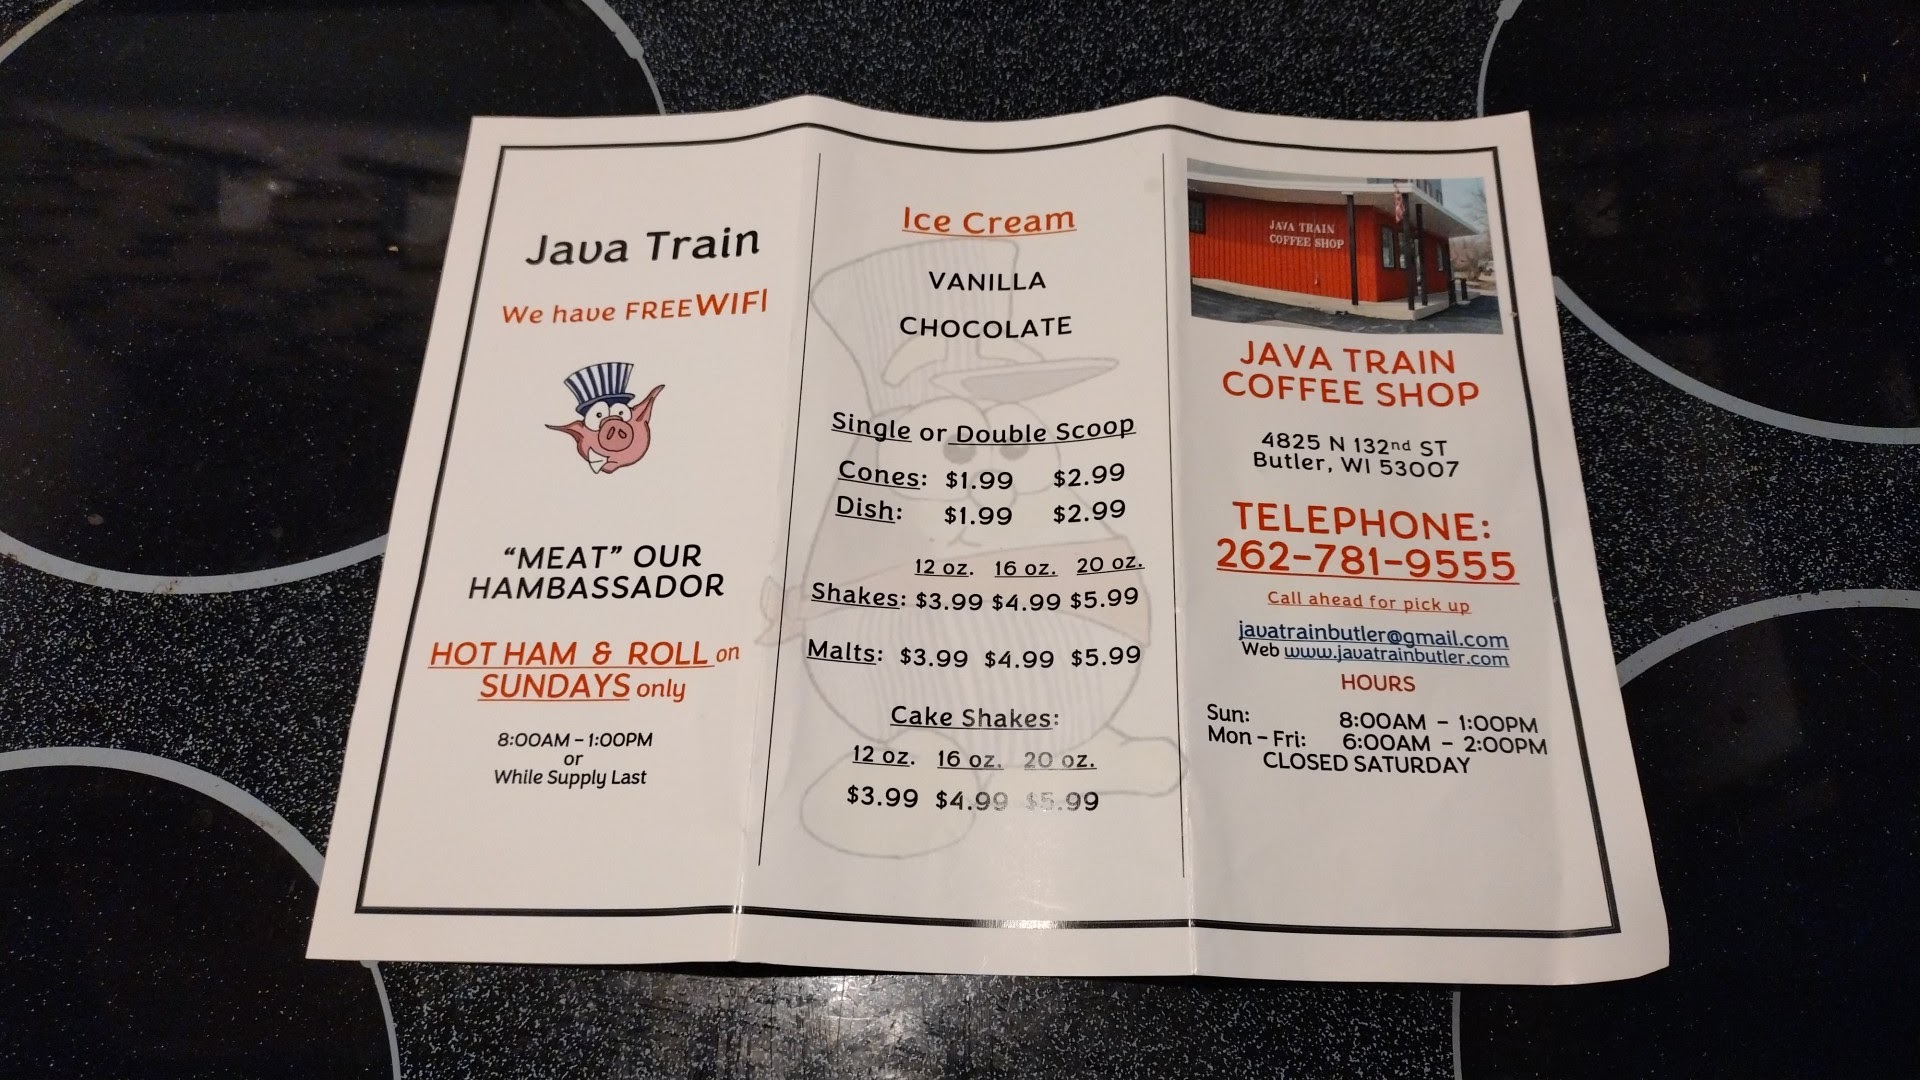 Java Train
We have FREE WIFI
"MEAT" OUR
HAMBASSADOR
HOT HAM & ROLL on
SUNDAYS only
8:00AM – 1:00PM
or
While Supply Last
Ice Cream
VANILLA
CHOCOLATE
Single or Double Scoop
Cones: $1.99 $2.99
Dish: $1.99 $2.99
12 oz. 16 oz. 20 oz.
Shakes: $3.99 $4.99 $5.99
Malts: $3.99 $4.99 $5.99
Cake Shakes:
12 oz. 16 oz. 20 oz.
$3.99 $4.99 $5.99
JAVA TRAIN
COFFEE SHOP
JAVA TRAIN
COFFEE SHOP
4825 N 132nd ST
Butler, WI 53007
TELEPHONE:
262-781-9555
Call ahead for pick up
javatrainbutler@gmail.com
Web www.javatrainbutler.com
HOURS
Sun: 8:00AM – 1:00PM
Mon – Fri: 6:00AM – 2:00PM
CLOSED SATURDAY